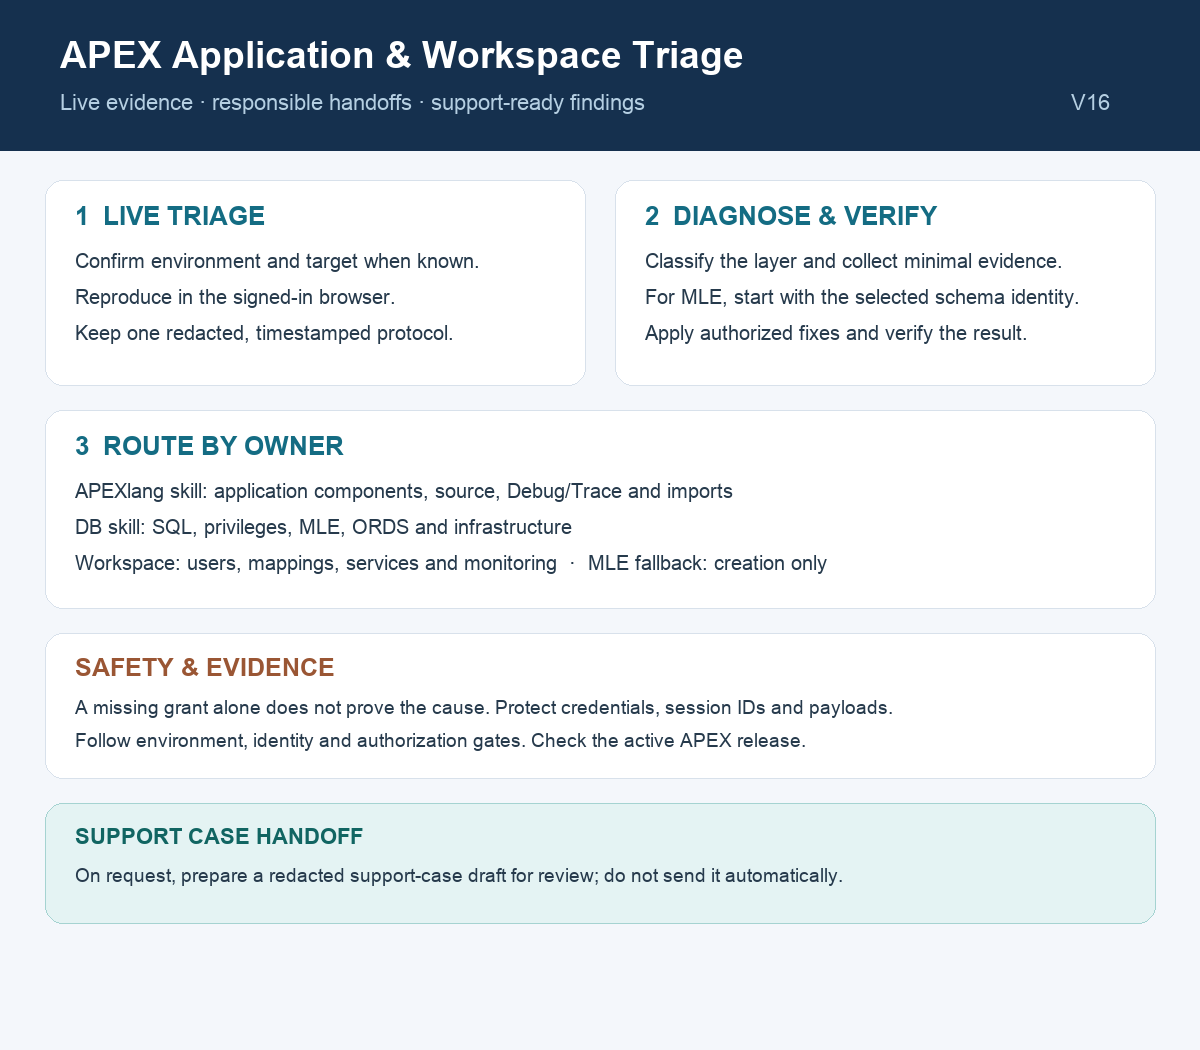 APEX Application & Workspace Triage
Live evidence · responsible handoffs · support-ready findings
V16
1 LIVE TRIAGE
Confirm environment and target when known.
Reproduce in the signed-in browser.
Keep one redacted, timestamped protocol.
2 DIAGNOSE & VERIFY
Classify the layer and collect minimal evidence.
For MLE, start with the selected schema identity.
Apply authorized fixes and verify the result.
3 ROUTE BY OWNER
APEXlang skill: application components, source, Debug/Trace and imports
DB skill: SQL, privileges, MLE, ORDS and infrastructure
Workspace: users, mappings, services and monitoring · MLE fallback: creation only
SAFETY & EVIDENCE
A missing grant alone does not prove the cause. Protect credentials, session IDs and payloads.
Follow environment, identity and authorization gates. Check the active APEX release.
SUPPORT CASE HANDOFF
On request, prepare a redacted support-case draft for review; do not send it automatically.